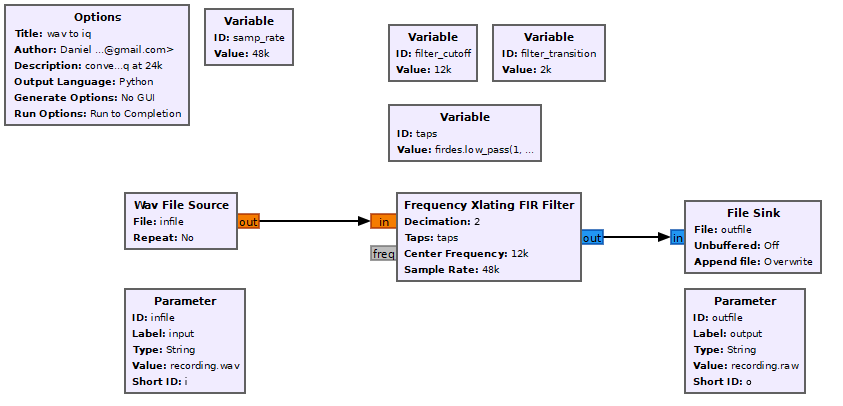 Options
Title: wav to iq
Author: Daniel ...@gmail.com>
Description: conve...q at 24k
Output Language: Python
Generate Options: No GUI
Run Options: Run to Completion
Variable
ID: samp_rate
Value: 48k
Variable
ID: filter_cutoff
Value: 12k
Variable
ID: filter_transition
Value: 2k
Variable
ID: taps
Value: firdes.low_pass(1, ...
Wav File Source
File: infile
Repeat: No
out
in
freq
Frequency Xlating FIR Filter
Decimation: 2
Taps: taps
Center Frequency: 12k
Sample Rate: 48k
out
in
File Sink
File: outfile
Unbuffered: Off
Append file: Overwrite
Parameter
ID: infile
Label: input
Type: String
Value: recording.wav
Short ID: i
Parameter
ID: outfile
Label: output
Type: String
Value: recording.raw
Short ID: o